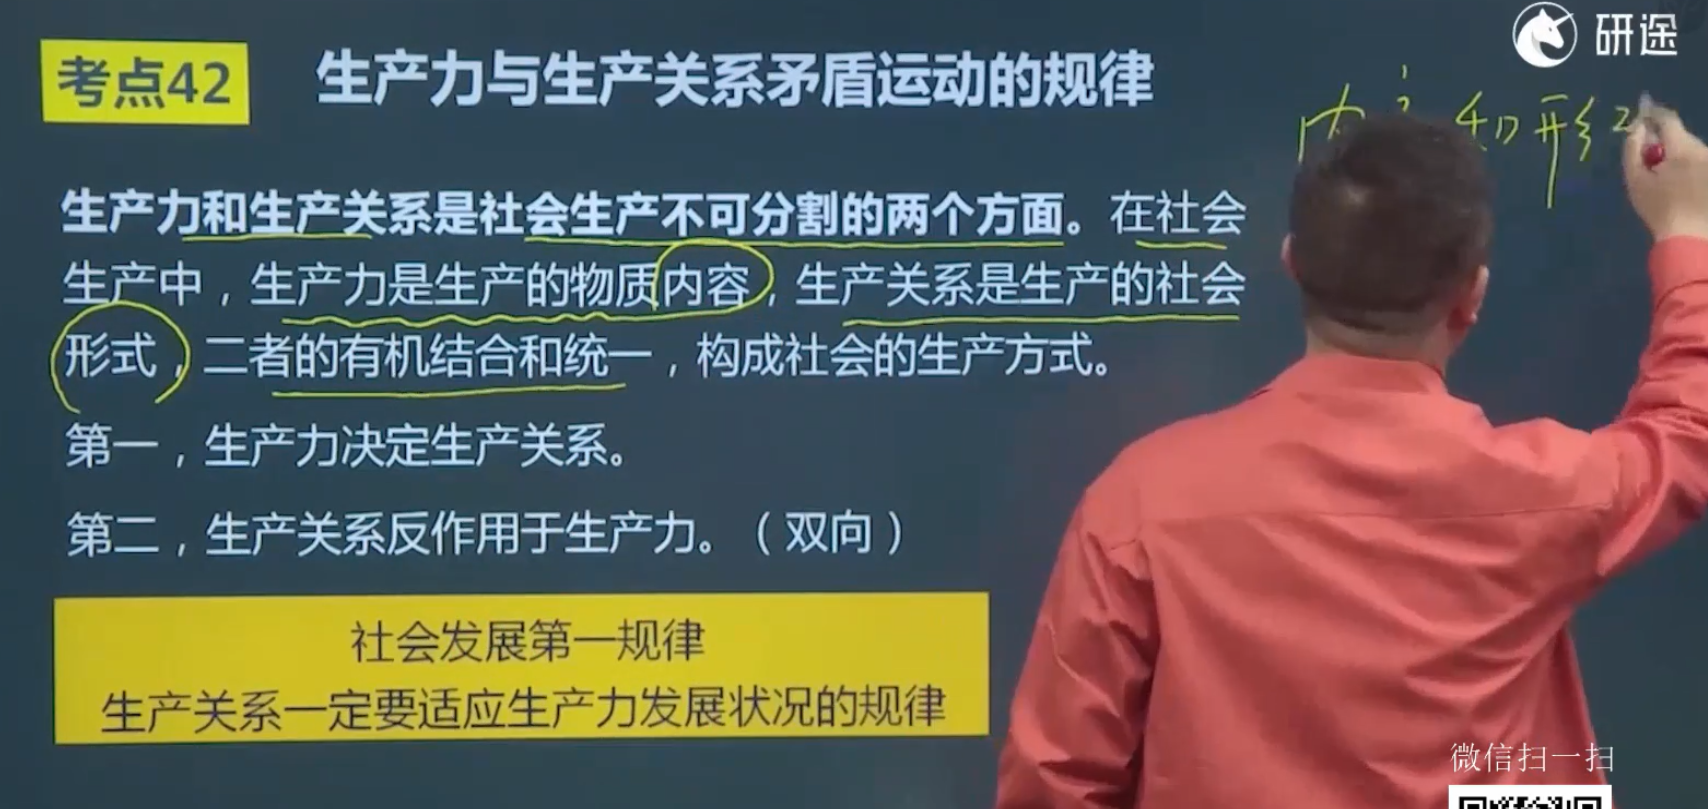 研途
考点42
生产力与生产关系矛盾运动的规律
内 和形
生产力和生产关系是社会生产不可分割的两个方面。在社会
生产中，生产力是生产的物质内容，生产关系是生产的社会
形式，二者的有机结合和统一，构成社会的生产方式。
第一，生产力决定生产关系。
第二，生产关系反作用于生产力。（双向）
社会发展第一规律
生产关系一定要适应生产力发展状况的规律
微信扫一扫